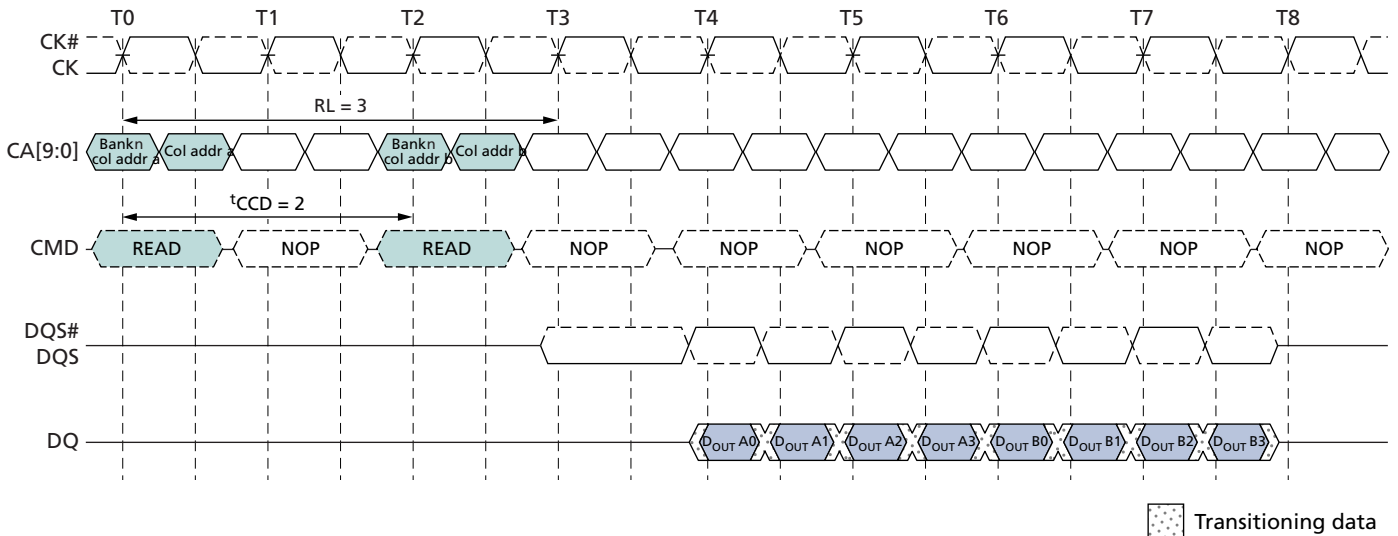 T0 T1 T2 T3 T4 T5 T6 T7 T8
CK#
CK
RL = 3
CA[9:0]
Bankn
col addr a
Col addr a
Bankn
col addr b
Col addr b
tCCD = 2
CMD READ NOP READ NOP NOP NOP NOP NOP NOP
DQS#
DQS
DQ DOUT A0 DOUT A1 DOUT A2 DOUT A3 DOUT B0 DOUT B1 DOUT B2 DOUT B3
Transitioning data